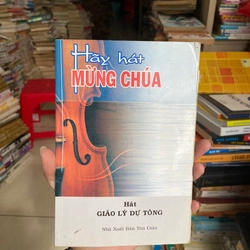 Hãy hát
MỪNG CHÚA
Hát
GIÁO LÝ DỰ TÒNG
Nhà Xuất Bản Tôn Giáo